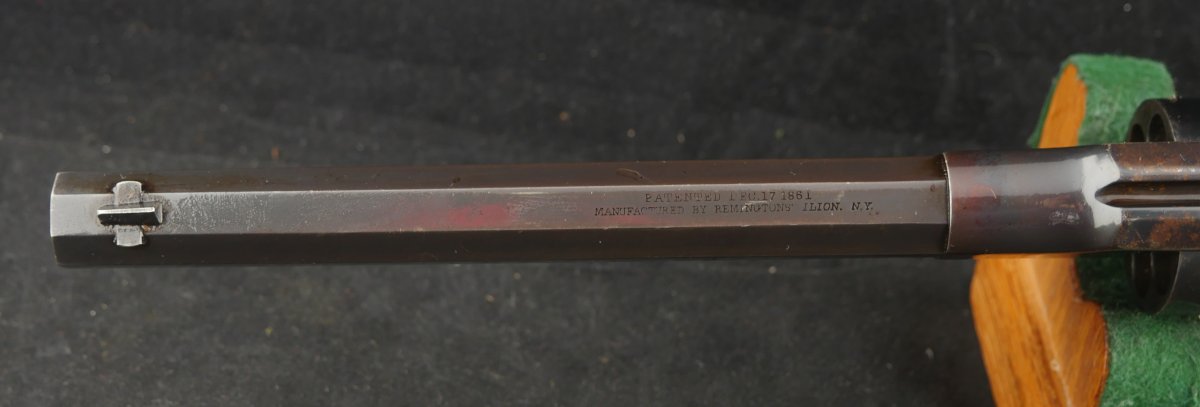 PATENTED DEC. 17 1861
MANUFACTURED BY REMINGTONS' ILION. N.Y.